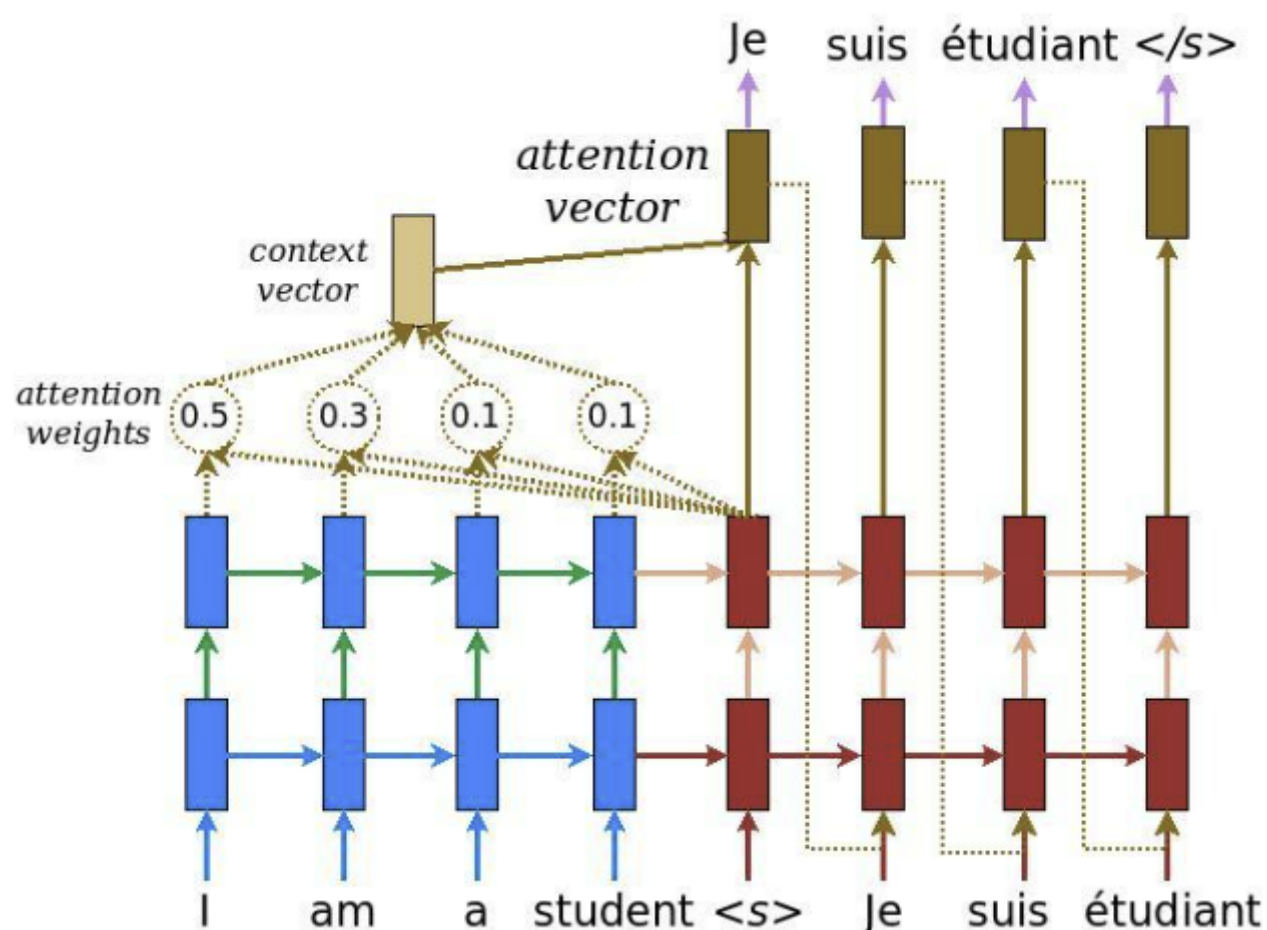 Je suis étudiant </s>
attention
vector
context
vector
attention
weights
0.5 0.3 0.1 0.1
I am a student <s> Je suis étudiant